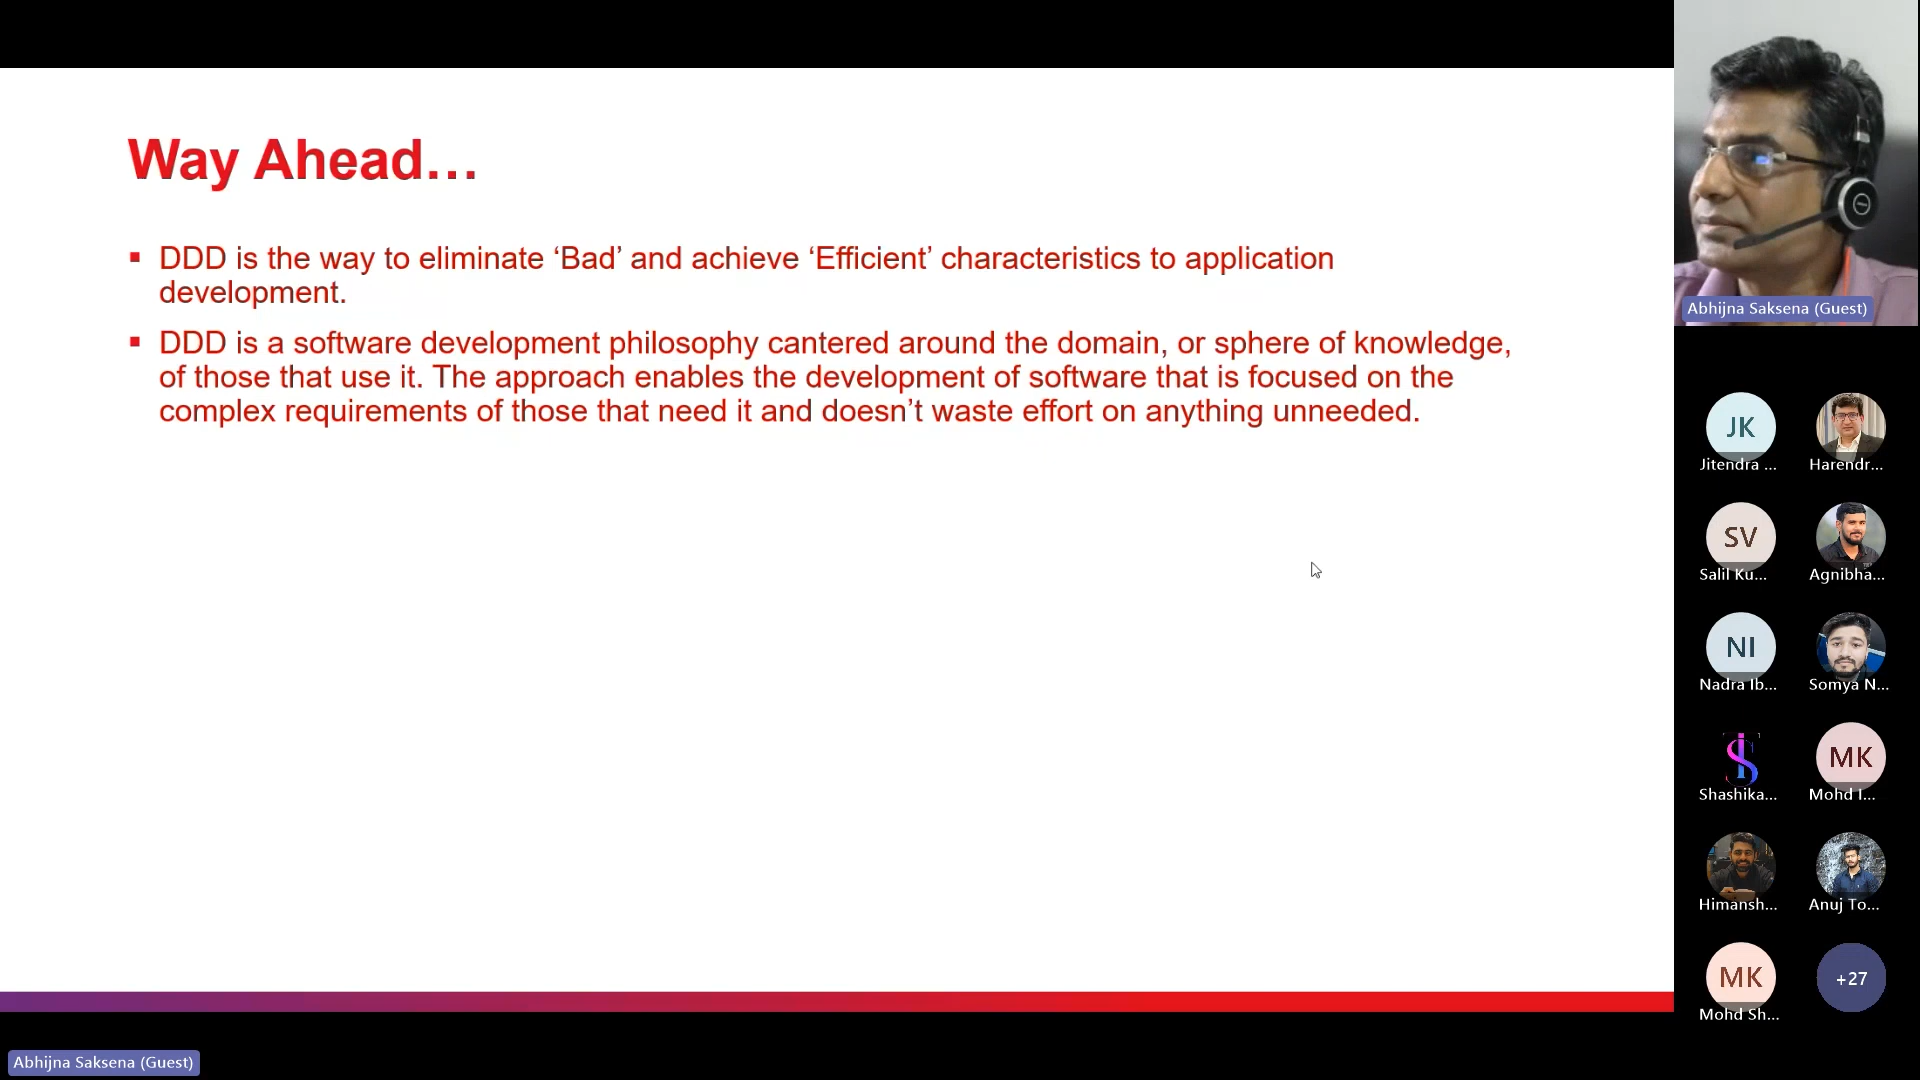 Way Ahead...
▪ DDD is the way to eliminate ‘Bad’ and achieve ‘Efficient’ characteristics to application
development.
▪ DDD is a software development philosophy cantered around the domain, or sphere of knowledge,
of those that use it. The approach enables the development of software that is focused on the
complex requirements of those that need it and doesn’t waste effort on anything unneeded.
Abhijna Saksena (Guest)
Abhijna Saksena (Guest)
JK
Jitendra ...
Harendr...
SV
Salil Ku...
Agnibha...
NI
Nadra Ib...
Somya N...
Shashika...
MK
Mohd I...
Himansh...
Anuj To...
MK
Mohd Sh...
+27